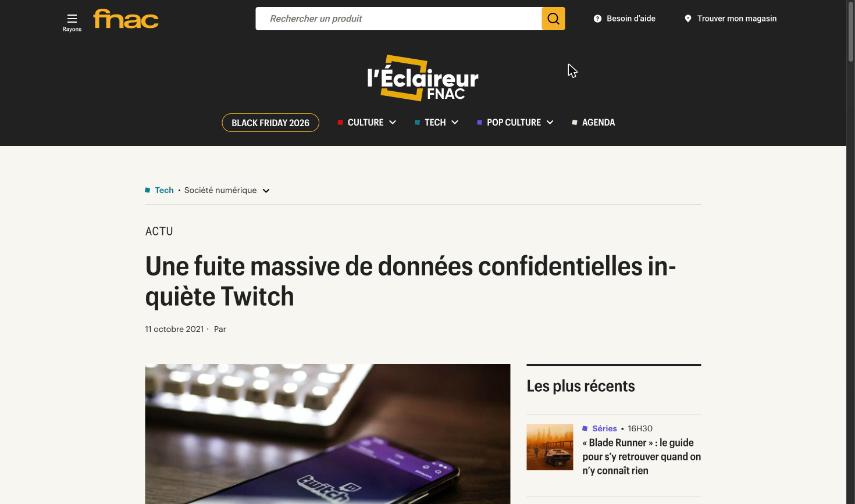 fnac
Rayons
Rechercher un produit
Besoin d'aide
Trouver mon magasin
l'Éclaireur
FNAC
BLACK FRIDAY 2026
CULTURE
TECH
POP CULTURE
AGENDA
Tech • Société numérique
ACTU
Une fuite massive de données confidentielles in-
quiète Twitch
11 octobre 2021 · Par
Les plus récents
Séries • 16H30
« Blade Runner » : le guide
pour s'y retrouver quand on
n'y connaît rien
twitch